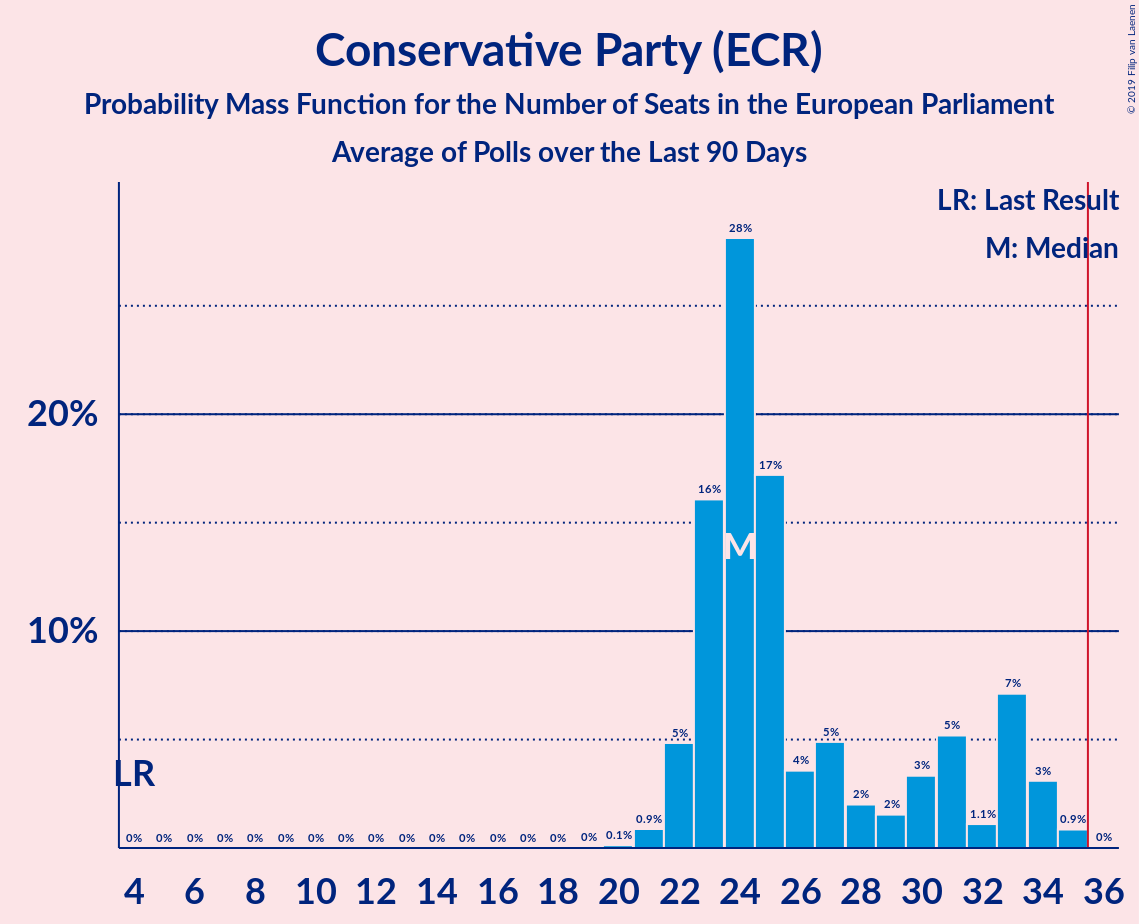 Conservative Party (ECR)
Probability Mass Function for the Number of Seats in the European Parliament
Average of Polls over the Last 90 Days
© 2019 Filip van Laenen
LR: Last Result
M: Median
28%
20%
17%
16%
M
10%
7%
5%
5%
5%
4%
3%
3%
2%
2%
1.1%
0.9%
0.9%
0.1%
LR
0% 0% 0% 0% 0% 0% 0% 0% 0% 0% 0% 0% 0% 0% 0% 0% 0%
4 6 8 10 12 14 16 18 20 22 24 26 28 30 32 34 36